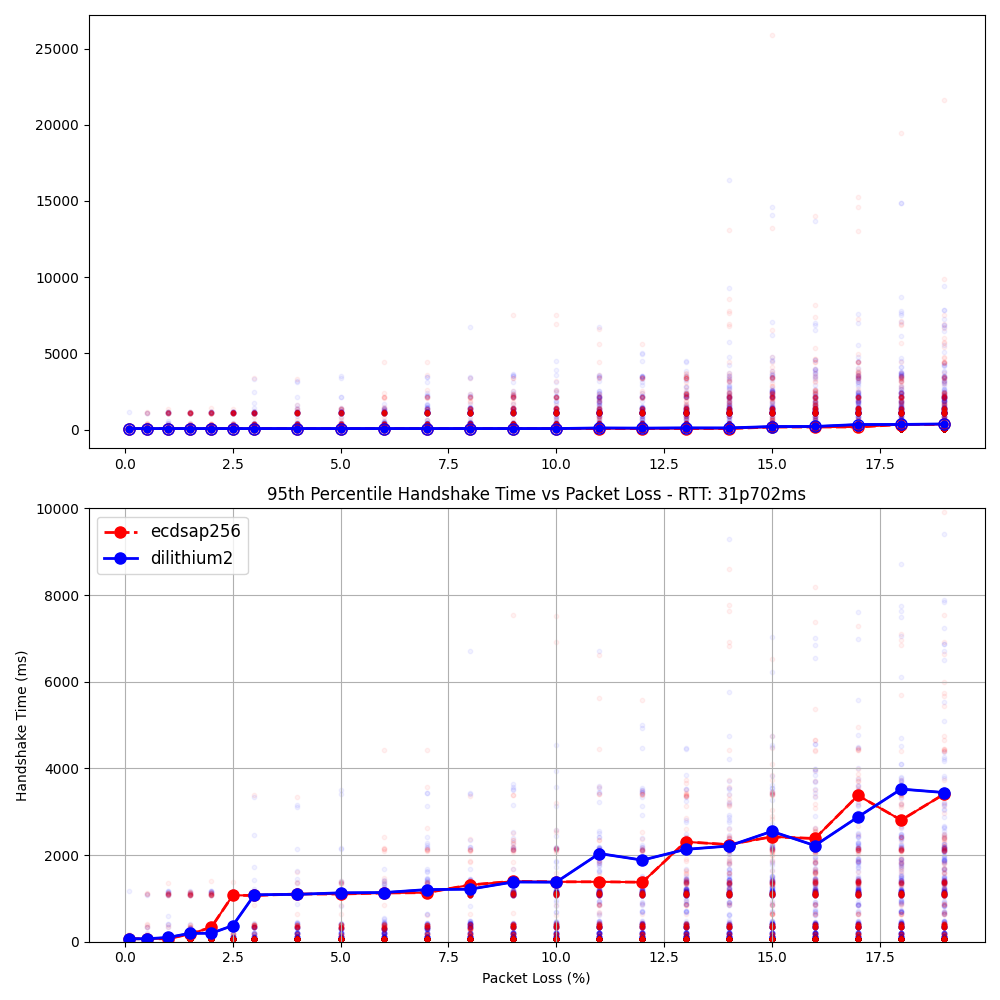 25000
20000
15000
10000
5000
0
0.0 2.5 5.0 7.5 10.0 12.5 15.0 17.5
95th Percentile Handshake Time vs Packet Loss - RTT: 31p702ms
10000
8000
6000
4000
2000
0
Handshake Time (ms)
ecdsap256
dilithium2
0.0 2.5 5.0 7.5 10.0 12.5 15.0 17.5
Packet Loss (%)